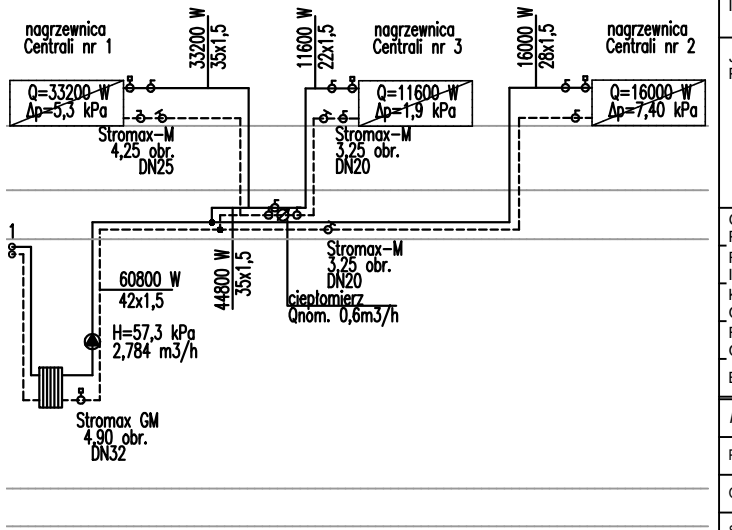 nagrzewnica
Centrali nr 1
33200 W
35x1,5
11600 W
22x1,5
nagrzewnica
Centrali nr 3
16000 W
28x1,5
nagrzewnica
Centrali nr 2
Q=33200 W
Δp=5,3 kPa
Q=11600 W
Δp=1,9 kPa
Q=16000 W
Δp=7,40 kPa
Stromax-M
4,25 obr.
DN25
Stromax-M
3,25 obr.
DN20
1
44800 W
35x1,5
Stromax-M
3,25 obr.
DN20
ciepłomierz
Qnom. 0,6m3/h
60800 W
42x1,5
H=57,3 kPa
2,784 m3/h
Stromax GM
4,90 obr.
DN32